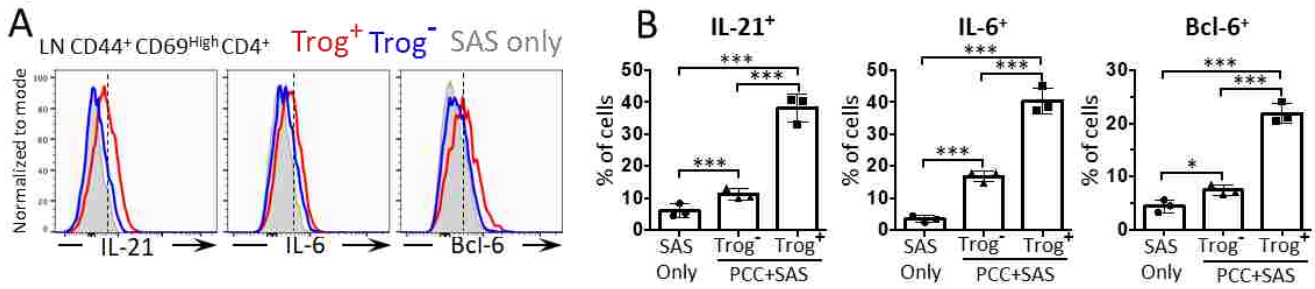 A
LN CD44+ CD69High CD4+ Trog+ Trog- SAS only
Normalized to mode
100
80
60
40
20
0
IL-21
IL-6
Bcl-6
B
IL-21+
IL-6+
Bcl-6+
% of cells
50
40
30
20
10
0
***
***
***
SAS Only
Trog-
Trog+
PCC+SAS
% of cells
50
40
30
20
10
0
***
***
***
SAS Only
Trog-
Trog+
PCC+SAS
% of cells
30
20
10
0
***
***
*
SAS Only
Trog-
Trog+
PCC+SAS